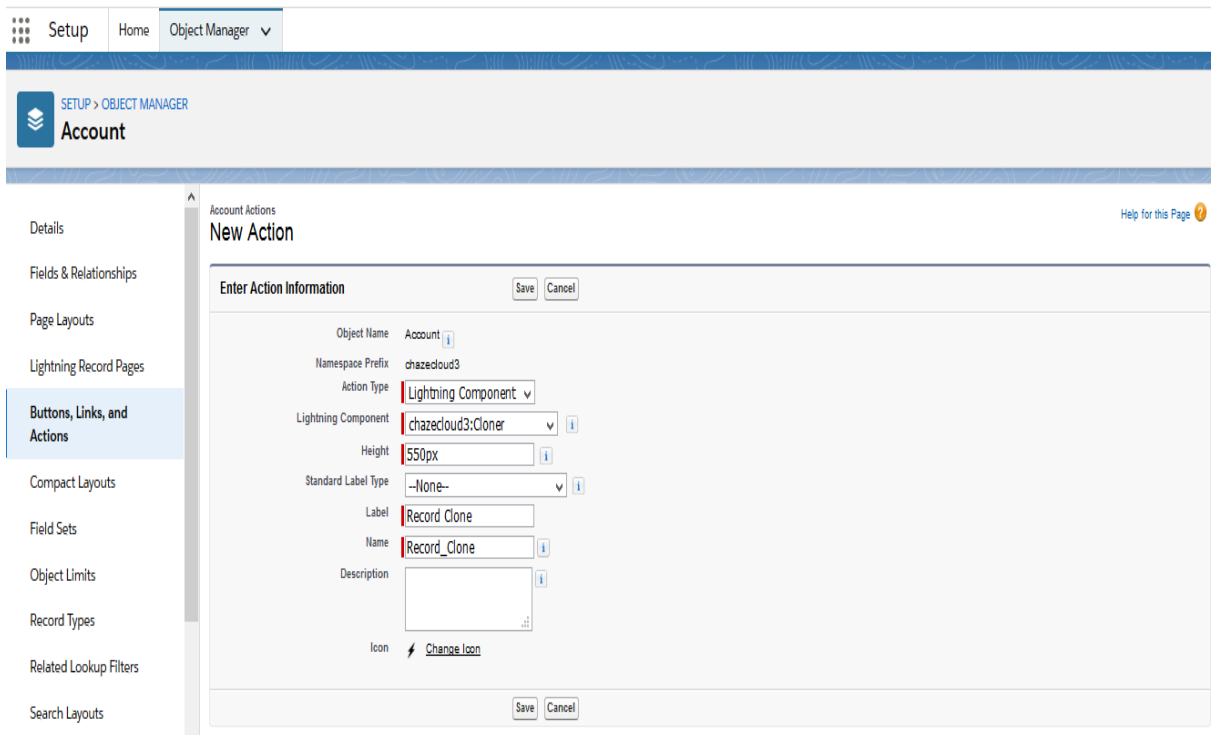 Setup Home Object Manager
SETUP > OBJECT MANAGER
Account
Details
Fields & Relationships
Page Layouts
Lightning Record Pages
Buttons, Links, and
Actions
Compact Layouts
Field Sets
Object Limits
Record Types
Related Lookup Filters
Search Layouts
Account Actions
New Action
Help for this Page ?
Enter Action Information Save Cancel
Object Name Account i
Namespace Prefix chazecloud3
Action Type Lightning Component
Lightning Component chazecloud3:Cloner i
Height 550px i
Standard Label Type --None-- i
Label Record Clone
Name Record_Clone i
Description i
Icon Change Icon
Save Cancel